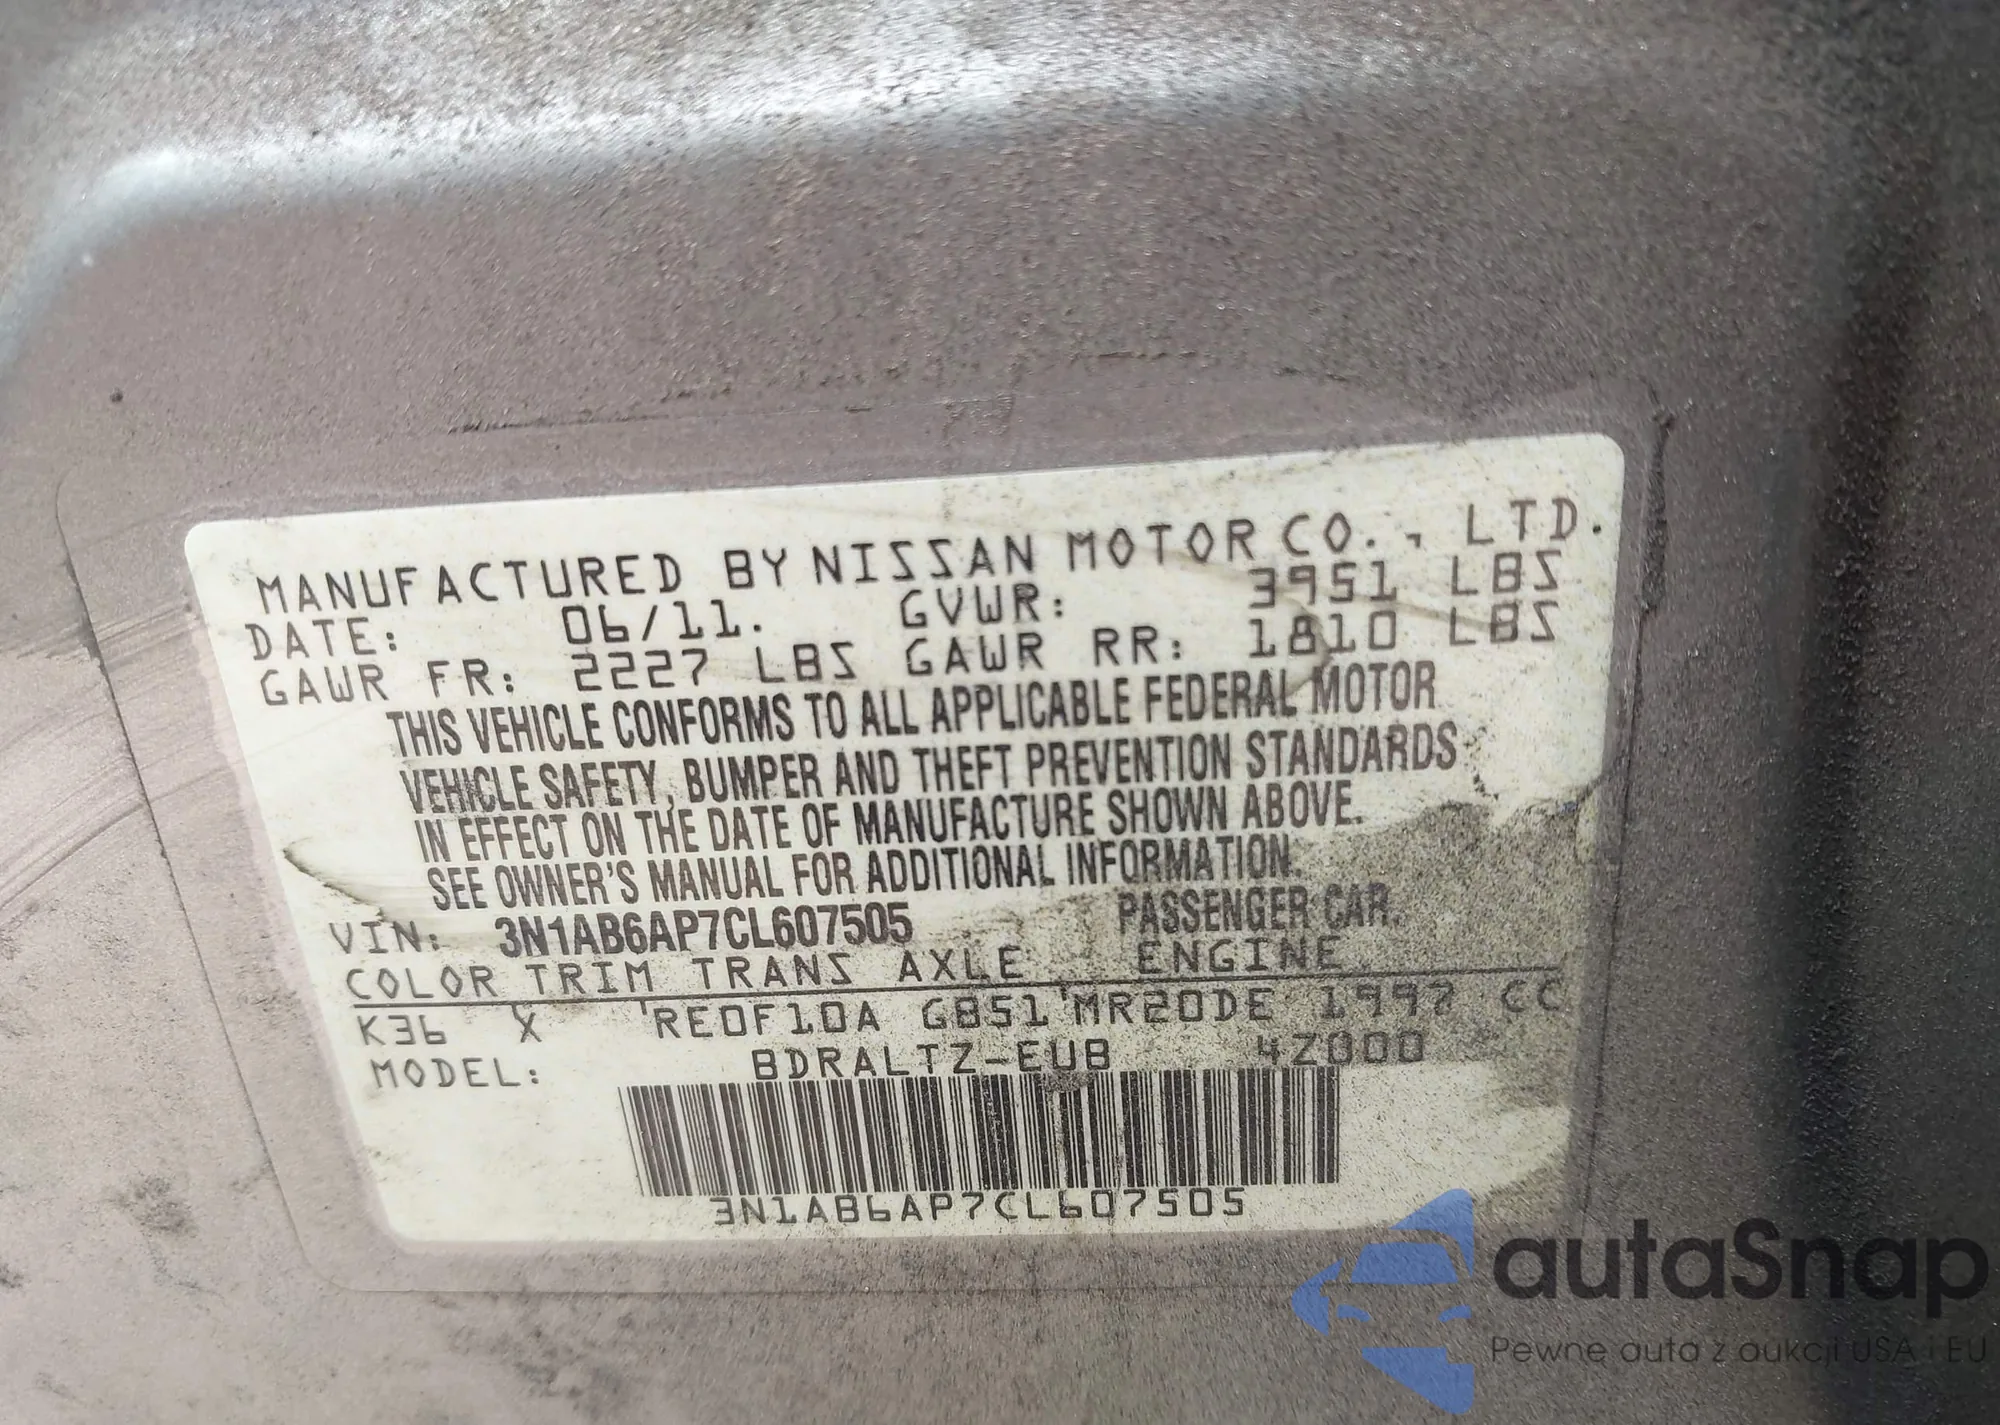 MANUFACTURED BY NISSAN MOTOR CO., LTD.
DATE: 06/11. GVWR: 3951 LBS
GAWR FR: 2227 LBS GAWR RR: 1810 LBS
THIS VEHICLE CONFORMS TO ALL APPLICABLE FEDERAL MOTOR
VEHICLE SAFETY, BUMPER AND THEFT PREVENTION STANDARDS
IN EFFECT ON THE DATE OF MANUFACTURE SHOWN ABOVE.
SEE OWNER'S MANUAL FOR ADDITIONAL INFORMATION.
VIN: 3N1AB6AP7CL607505 PASSENGER CAR.
COLOR TRIM TRANS AXLE ENGINE
K36 X RE0F10A GB51 MR20DE 1997 CC
MODEL: BDRALTZ-EUB 4Z000
3N1AB6AP7CL607505
autaSnap
Pewne auta z aukcji USA i EU